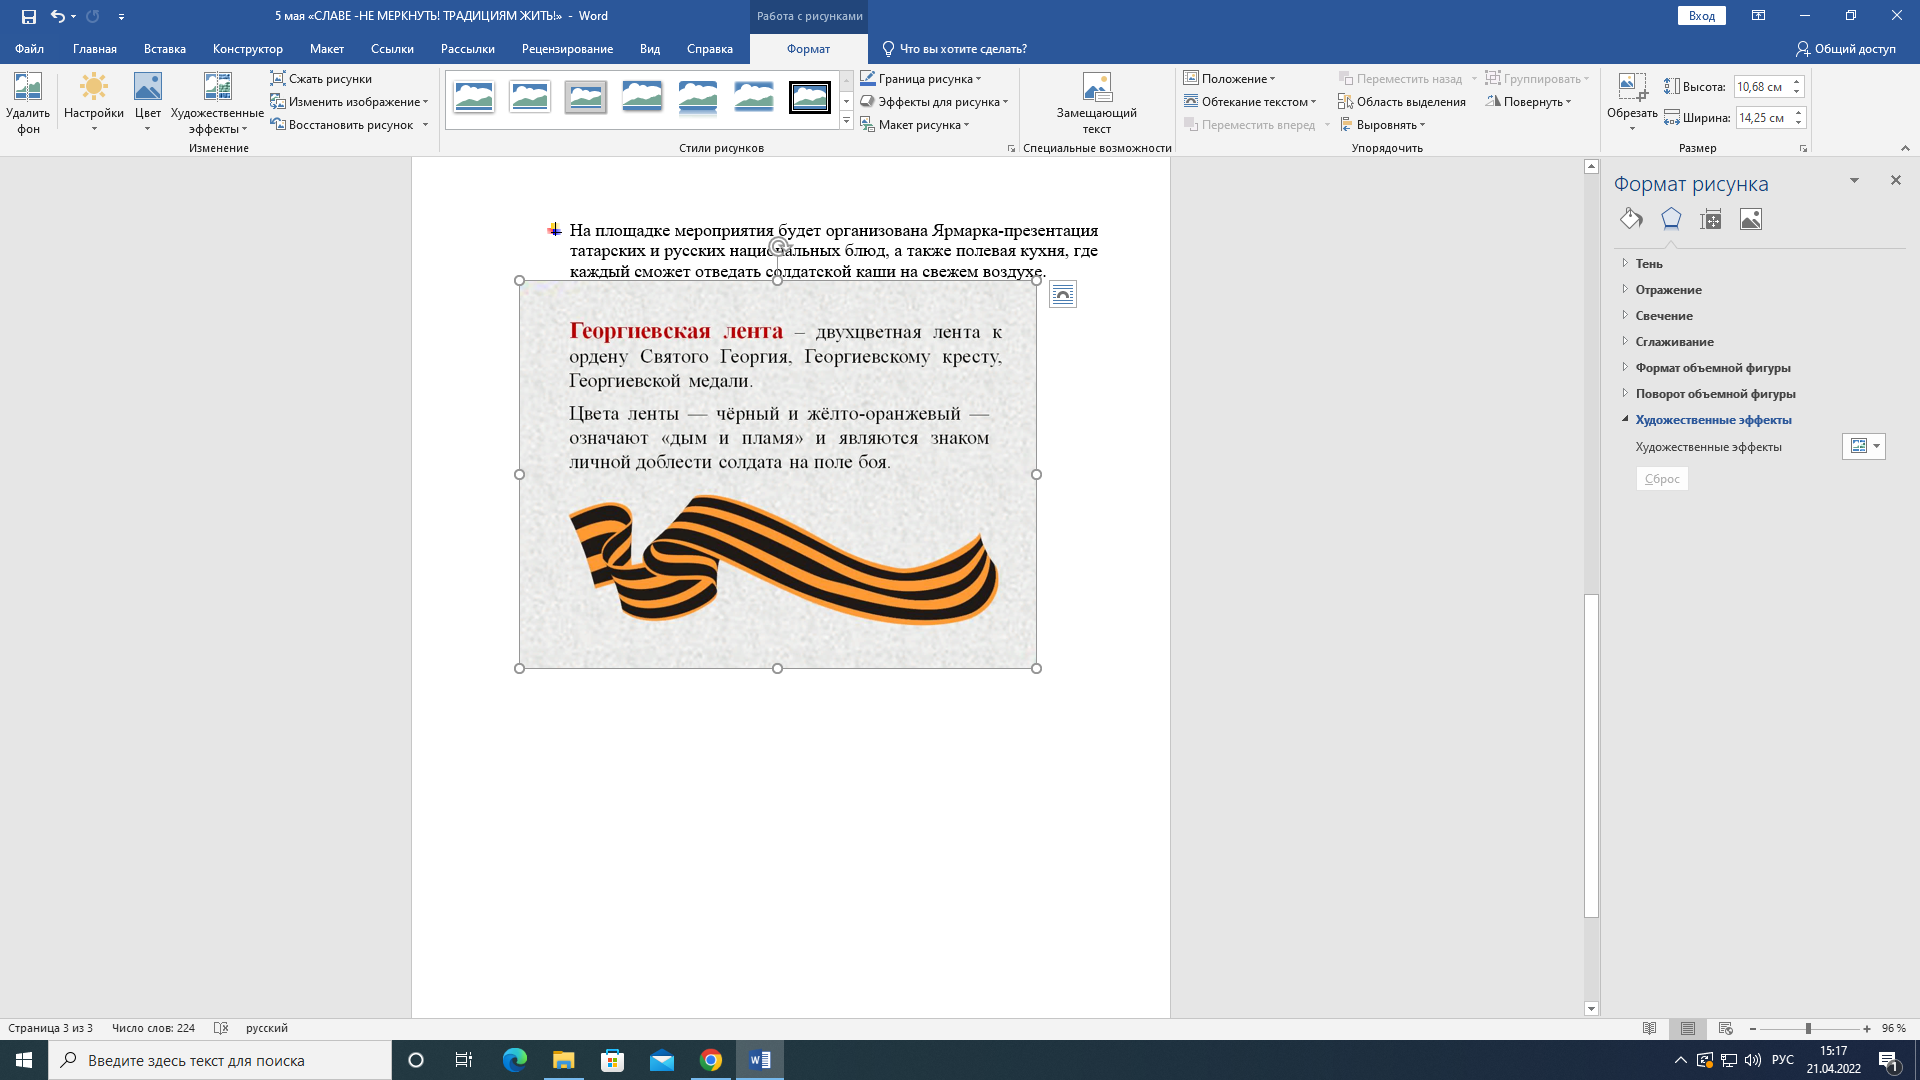 5 мая «СЛАВЕ -НЕ МЕРКНУТЬ! ТРАДИЦИЯМ ЖИТЬ!» - Word
Работа с рисунками
Вход
Файл Главная Вставка Конструктор Макет Ссылки Рассылки Рецензирование Вид Справка Формат Что вы хотите сделать? Общий доступ
Удалить фон
Настройки
Цвет
Художественные эффекты
Сжать рисунки
Изменить изображение
Восстановить рисунок
Изменение
Стили рисунков
Граница рисунка
Эффекты для рисунка
Макет рисунка
Замещающий текст
Специальные возможности
Положение
Обтекание текстом
Переместить вперед
Переместить назад
Область выделения
Выровнять
Группировать
Повернуть
Упорядочить
Обрезать
Высота: 10,68 см
Ширина: 14,25 см
Размер
На площадке мероприятия будет организована Ярмарка-презентация
татарских и русских национальных блюд, а также полевая кухня, где
каждый сможет отведать солдатской каши на свежем воздухе.
Георгиевская лента – двухцветная лента к
ордену Святого Георгия, Георгиевскому кресту,
Георгиевской медали.
Цвета ленты — чёрный и жёлто-оранжевый —
означают «дым и пламя» и являются знаком
личной доблести солдата на поле боя.
Формат рисунка
Тень
Отражение
Свечение
Сглаживание
Формат объемной фигуры
Поворот объемной фигуры
Художественные эффекты
Художественные эффекты
Сброс
Страница 3 из 3 Число слов: 224 русский
96 %
Введите здесь текст для поиска
РУС
15:17
21.04.2022
1